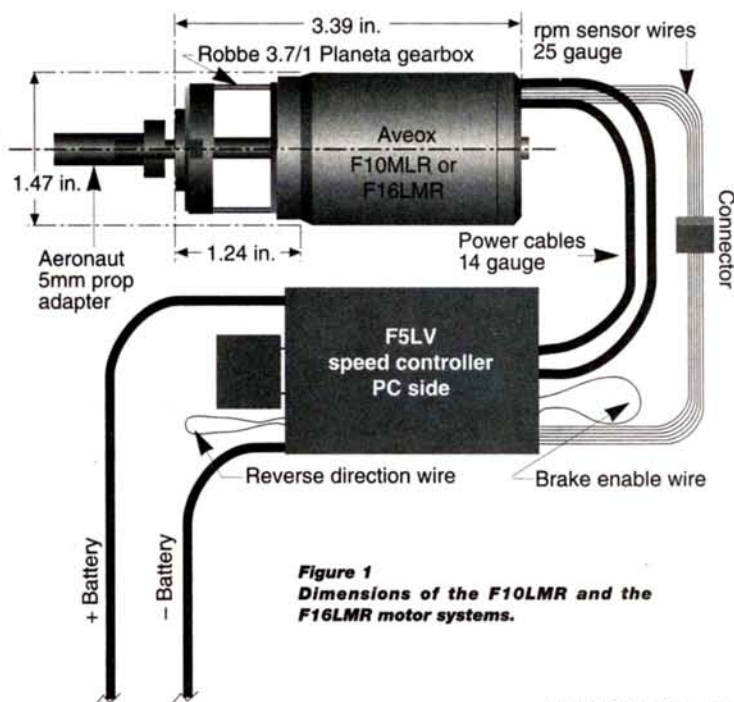 3.39 in.
rpm sensor wires
25 gauge
Robbe 3.7/1 Planeta gearbox
Aveox
F10MLR or
F16LMR
1.47 in.
1.24 in.
Aeronaut
5mm prop
adapter
Power cables
14 gauge
Connector
F5LV
speed controller
PC side
Reverse direction wire
Brake enable wire
+ Battery
– Battery
Figure 1
Dimensions of the F10LMR and the
F16LMR motor systems.